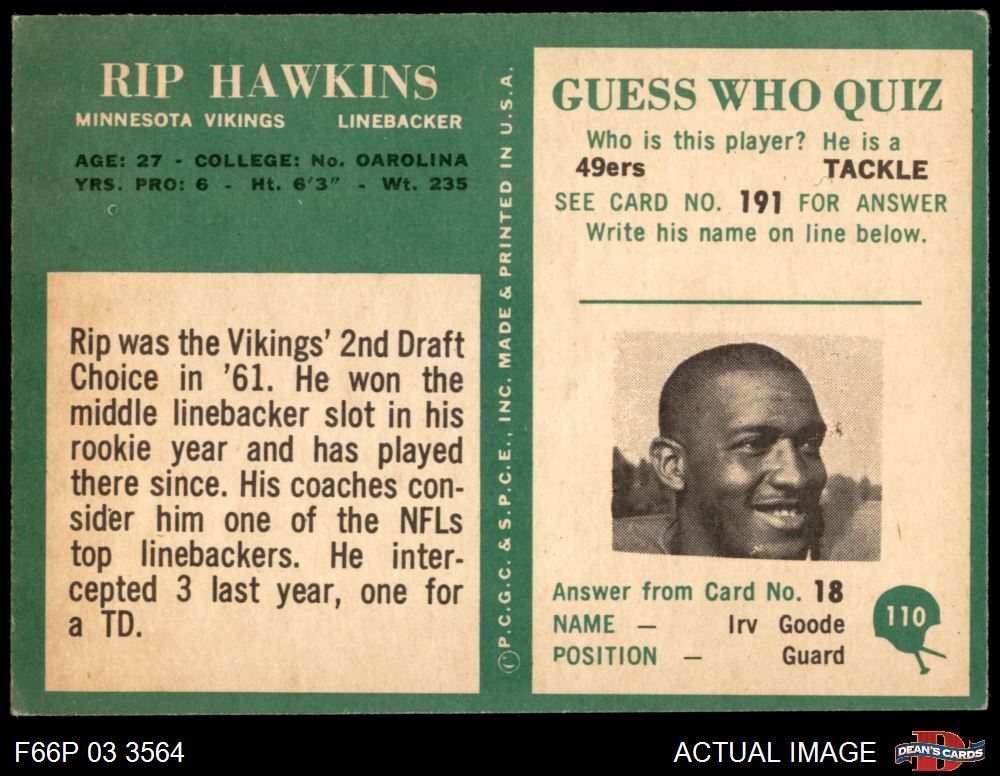 RIP HAWKINS
MINNESOTA VIKINGS LINEBACKER
AGE: 27 - COLLEGE: No. OAROLINA
YRS. PRO: 6 - Ht. 6'3" - Wt. 235
Rip was the Vikings' 2nd Draft
Choice in '61. He won the
middle linebacker slot in his
rookie year and has played
there since. His coaches con-
sider him one of the NFLs
top linebackers. He inter-
cepted 3 last year, one for
a TD.
©P.C.G.C. & S.P.C.E., INC. MADE & PRINTED IN U.S.A.
GUESS WHO QUIZ
Who is this player? He is a
49ers TACKLE
SEE CARD NO. 191 FOR ANSWER
Write his name on line below.
Answer from Card No. 18
NAME — Irv Goode
POSITION — Guard
110
F66P 03 3564
ACTUAL IMAGE
DEAN'S CARDS